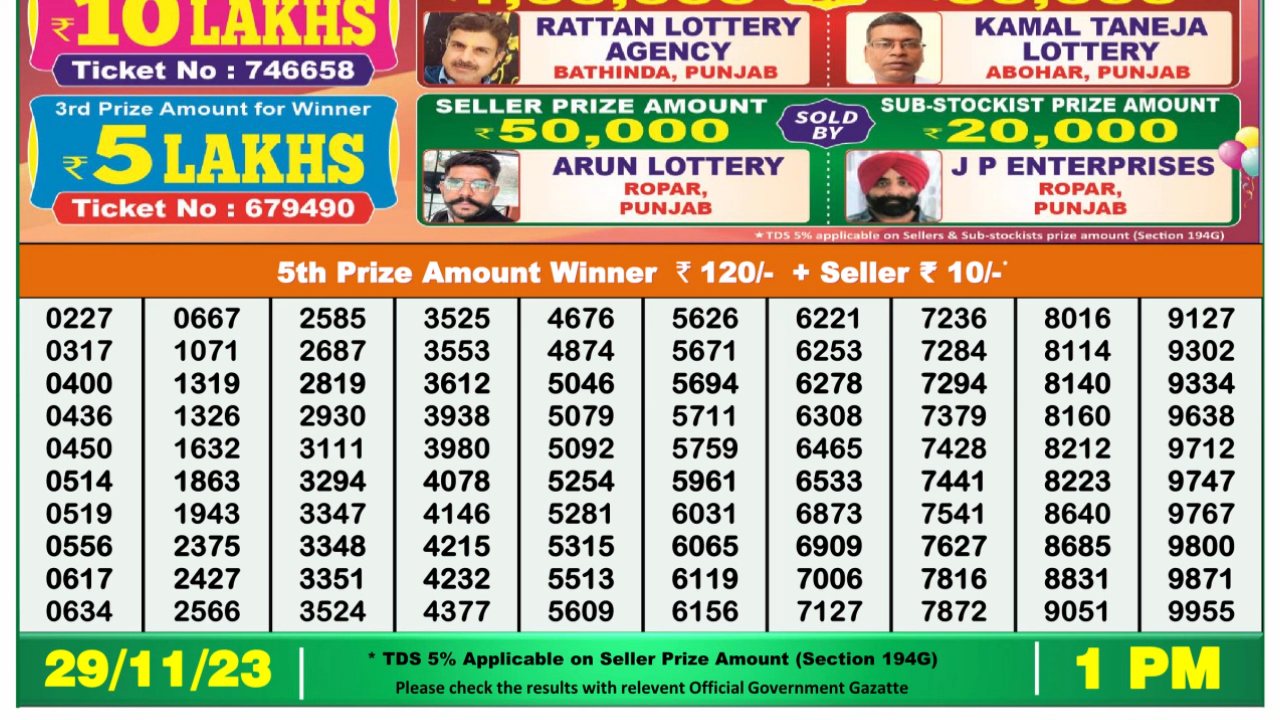 ₹10 LAKHS
Ticket No : 746658
RATTAN LOTTERY
AGENCY
BATHINDA, PUNJAB
KAMAL TANEJA
LOTTERY
ABOHAR, PUNJAB
3rd Prize Amount for Winner
₹5 LAKHS
Ticket No : 679490
SELLER PRIZE AMOUNT
₹50,000
SOLD
BY
SUB-STOCKIST PRIZE AMOUNT
₹20,000
ARUN LOTTERY
ROPAR,
PUNJAB
J P ENTERPRISES
ROPAR,
PUNJAB
★TDS 5% applicable on Sellers & Sub-stockists prize amount (Section 194G)
5th Prize Amount Winner ₹ 120/- + Seller ₹ 10/-*
0227 0667 2585 3525 4676 5626 6221 7236 8016 9127
0317 1071 2687 3553 4874 5671 6253 7284 8114 9302
0400 1319 2819 3612 5046 5694 6278 7294 8140 9334
0436 1326 2930 3938 5079 5711 6308 7379 8160 9638
0450 1632 3111 3980 5092 5759 6465 7428 8212 9712
0514 1863 3294 4078 5254 5961 6533 7441 8223 9747
0519 1943 3347 4146 5281 6031 6873 7541 8640 9767
0556 2375 3348 4215 5315 6065 6909 7627 8685 9800
0617 2427 3351 4232 5513 6119 7006 7816 8831 9871
0634 2566 3524 4377 5609 6156 7127 7872 9051 9955
29/11/23
* TDS 5% Applicable on Seller Prize Amount (Section 194G)
Please check the results with relevent Official Government Gazatte
1 PM